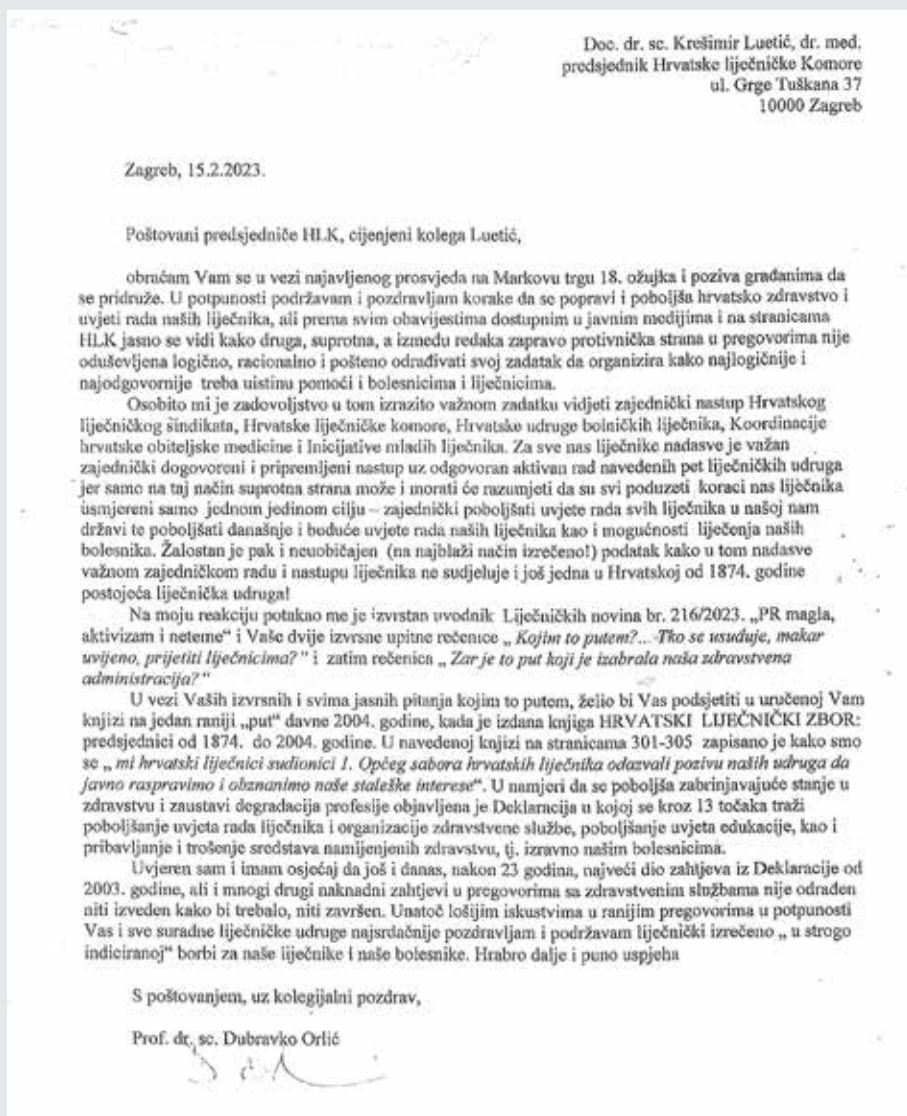 Doc. dr. sc. Krešimir Luetić, dr. med.
predsjednik Hrvatske liječničke Komore
ul. Grge Tuškana 37
10000 Zagreb
Zagreb, 15.2.2023.
Poštovani predsjedniče HLK, cijenjeni kolega Luetić,
obraćam Vam se u vezi najavljenog prosvjeda na Markovu trgu 18. ožujka i poziva građanima da
se pridruže. U potpunosti podržavam i pozdravljam korake da se popravi i poboljša hrvatsko zdravstvo i
uvjeti rada naših liječnika, ali prema svim obavijestima dostupnim u javnim medijima i na stranicama
HLK jasno se vidi kako druga, suprotna, a između redaka zapravo protivnička strana u pregovorima nije
oduševljena logično, racionalno i pošteno odrađivati svoj zadatak da organizira kako najlogičnije i
najodgovornije treba uistinu pomoći i bolesnicima i liječnicima.
Osobito mi je zadovoljstvo u tom izrazito važnom zadatku vidjeti zajednički nastup Hrvatskog
liječničkog sindikata, Hrvatske liječničke komore, Hrvatske udruge bolničkih liječnika, Koordinacije
hrvatske obiteljske medicine i Inicijative mladih liječnika. Za sve nas liječnike nadasve je važan
zajednički dogovoreni i pripremljeni nastup uz odgovoran aktivan rad navedenih pet liječničkih udruga
jer samo na taj način suprotna strana može i morati će razumjeti da su svi poduzeti koraci nas liječnika
usmjereni samo jednom jedinom cilju – zajednički poboljšati uvjete rada svih liječnika u našoj nam
državi te poboljšati današnje i buduće uvjete rada naših liječnika kao i mogućnosti liječenja naših
bolesnika. Žalostan je pak i neuobičajen (na najblaži način izrečeno!) podatak kako u tom nadasve
važnom zajedničkom radu i nastupu liječnika ne sudjeluje i još jedna u Hrvatskoj od 1874. godine
postojeća liječnička udruga!
Na moju reakciju potakao me je izvrstan uvodnik Liječničkih novina br. 216/2023. „PR magla,
aktivizam i neteme“ i Vaše dvije izvrsne upitne rečenice „ Kojim to putem?... Tko se usuđuje, makar
uvijeno, prijetiti liječnicima? " i zatim rečenica „ Zar je to put koji je izabrala naša zdravstvena
administracija? "
U vezi Vaših izvrsnih i svima jasnih pitanja kojim to putem, želio bi Vas podsjetiti u uručenoj Vam
knjizi na jedan raniji „put“ davne 2004. godine, kada je izdana knjiga HRVATSKI LIJEČNIČKI ZBOR:
predsjednici od 1874. do 2004. godine. U navedenoj knjizi na stranicama 301-305 zapisano je kako smo
se „ mi hrvatski liječnici sudionici 1. Općeg sabora hrvatskih liječnika odazvali pozivu naših udruga da
javno raspravimo i obznanimo naše staleške interese“. U namjeri da se poboljša zabrinjavajuće stanje u
zdravstvu i zaustavi degradacija profesije objavljena je Deklaracija u kojoj se kroz 13 točaka traži
poboljšanje uvjeta rada liječnika i organizacije zdravstvene službe, poboljšanje uvjeta edukacije, kao i
pribavljanje i trošenje sredstava namijenjenih zdravstvu, tj. izravno našim bolesnicima.
Uvjeren sam i imam osjećaj da još i danas, nakon 23 godina, najveći dio zahtjeva iz Deklaracije od
2003. godine, ali i mnogi drugi naknadni zahtjevi u pregovorima sa zdravstvenim službama nije odrađen
niti izveden kako bi trebalo, niti završen. Unatoč lošijim iskustvima u ranijim pregovorima u potpunosti
Vas i sve suradne liječničke udruge najsrdačnije pozdravljam i podržavam liječnički izrečeno „ u strogo
indiciranoj“ borbi za naše liječnike i naše bolesnike. Hrabro dalje i puno uspjeha
S poštovanjem, uz kolegijalni pozdrav,
Prof. dr. sc. Dubravko Orlić